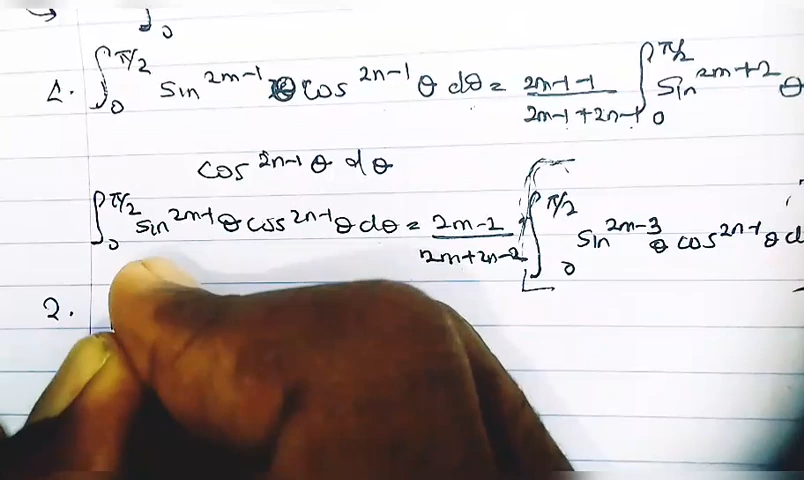 → ∫₀
1. ∫₀^π/2 sin^2m-1 θ cos^2n-1 θ dθ = (2m-1-1)/(2m-1+2n-1) ∫₀^π/2 sin^2m+2 θ
cos^2n-1 θ dθ
∫₀^π/2 sin^2m-1 θ cos^2n-1 θ dθ = (2m-2)/(2m+2n-2) [∫₀^π/2 sin^2m-3 θ cos^2n-1 θ d
2.